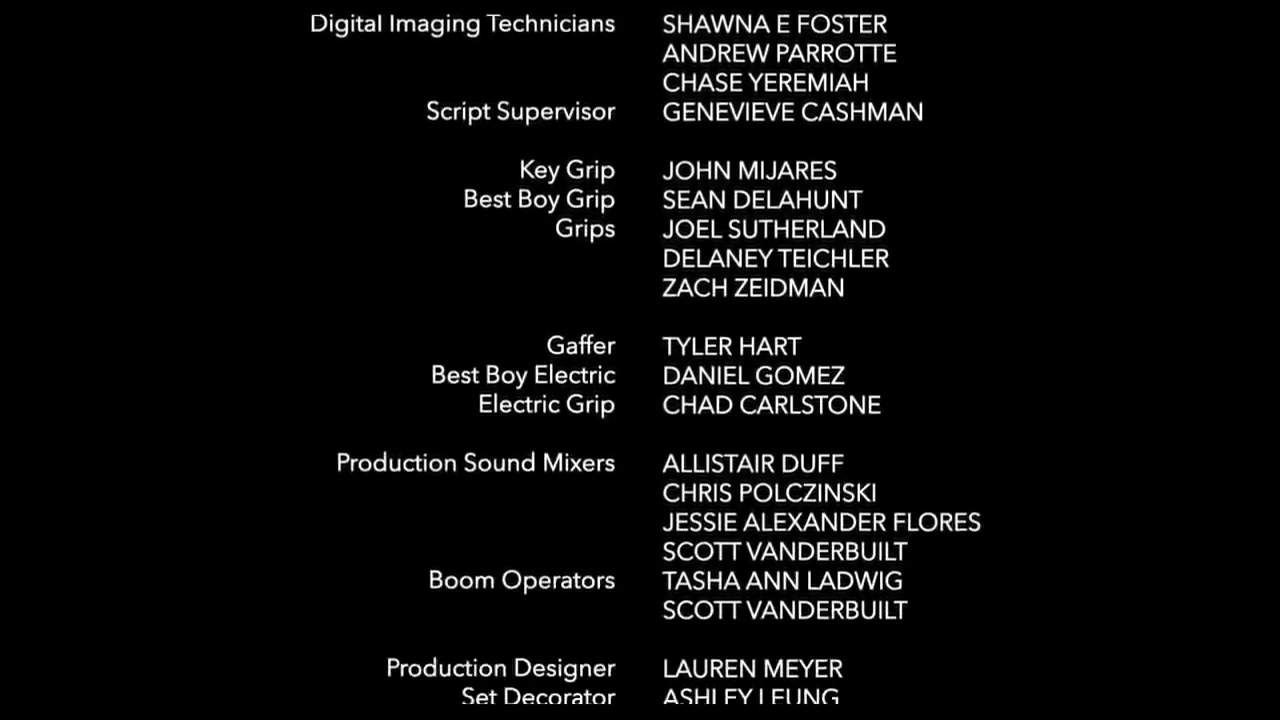 Digital Imaging Technicians SHAWNA E FOSTER
ANDREW PARROTTE
CHASE YEREMIAH
Script Supervisor GENEVIEVE CASHMAN
Key Grip JOHN MIJARES
Best Boy Grip SEAN DELAHUNT
Grips JOEL SUTHERLAND
DELANEY TEICHLER
ZACH ZEIDMAN
Gaffer TYLER HART
Best Boy Electric DANIEL GOMEZ
Electric Grip CHAD CARLSTONE
Production Sound Mixers ALLISTAIR DUFF
CHRIS POLCZINSKI
JESSIE ALEXANDER FLORES
SCOTT VANDERBUILT
Boom Operators TASHA ANN LADWIG
SCOTT VANDERBUILT
Production Designer LAUREN MEYER
Set Decorator ASHLEY LEUNG